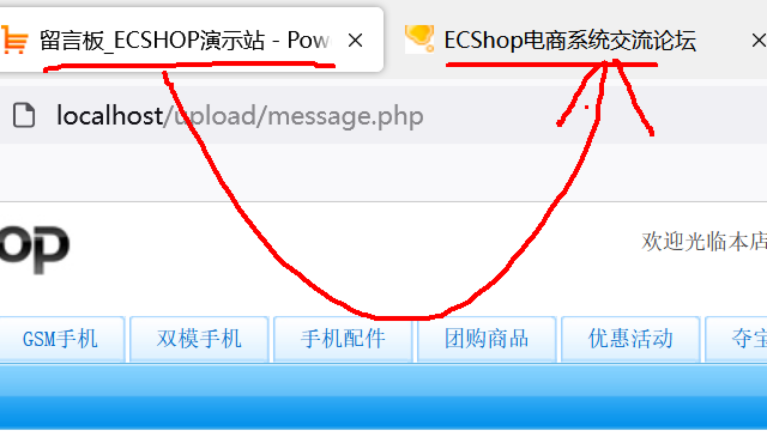 留言板_ECSHOP演示站 - Pow
ECShop电商系统交流论坛
localhost/upload/message.php
op
欢迎光临本店
GSM手机
双模手机
手机配件
团购商品
优惠活动
夺宝